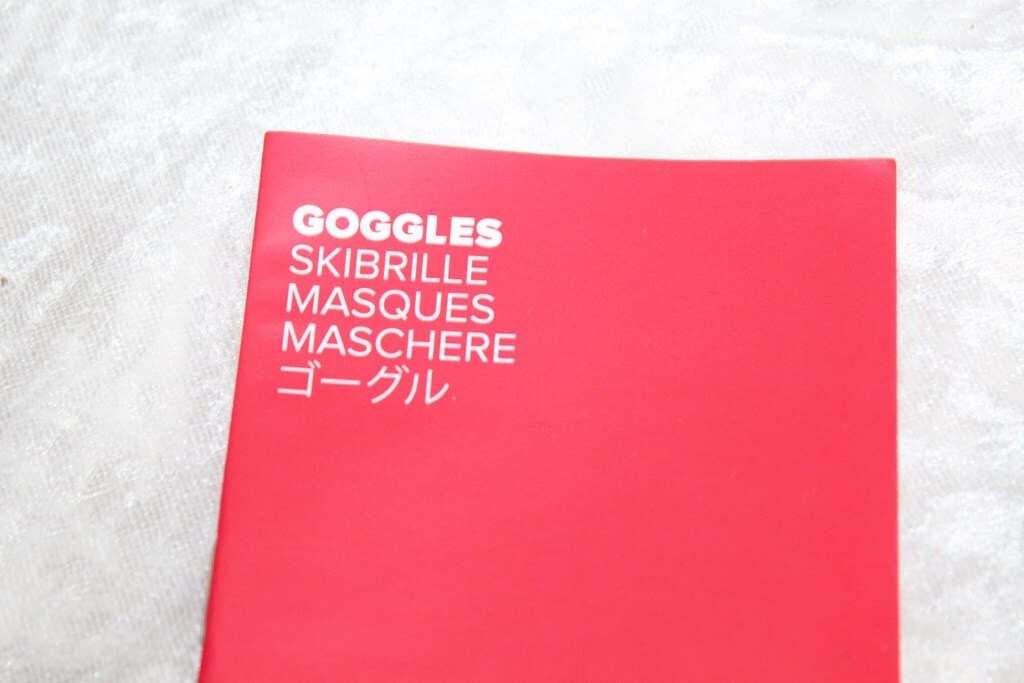 GOGGLES
SKIBRILLE
MASQUES
MASCHERE
ゴーグル